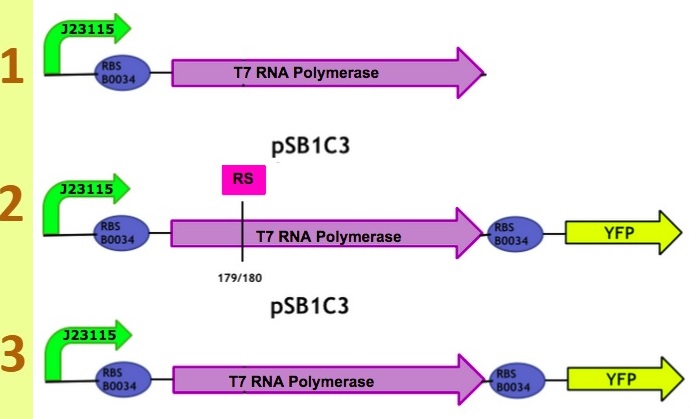 1
J23115
RBS
B0034
T7 RNA Polymerase
pSB1C3
2
J23115
RS
RBS
B0034
T7 RNA Polymerase
RBS
B0034
YFP
179/180
pSB1C3
3
J23115
RBS
B0034
T7 RNA Polymerase
RBS
B0034
YFP